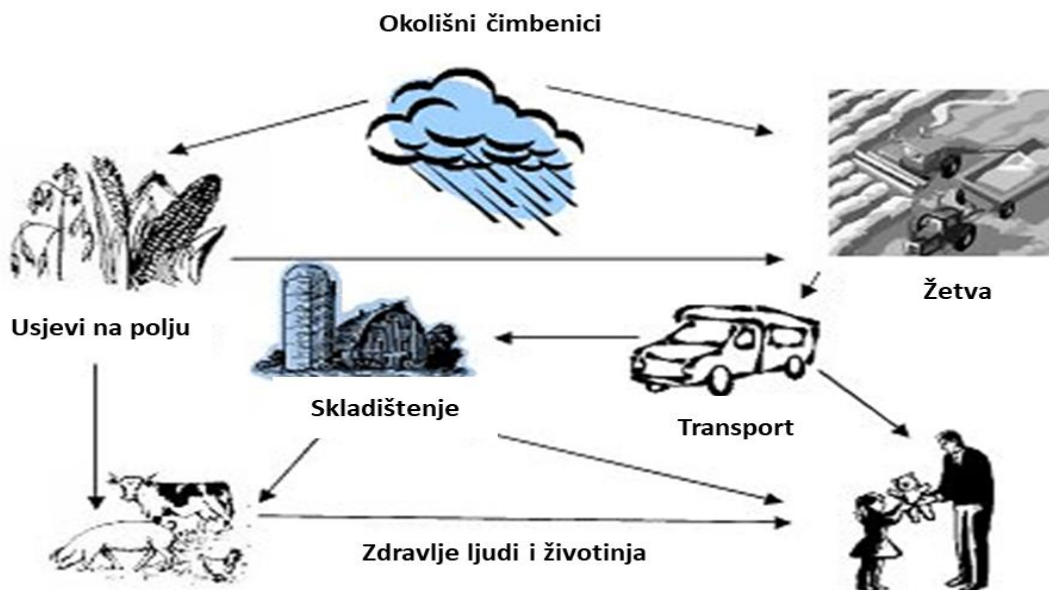 Okolišni čimbenici
Žetva
Usjevi na polju
Skladištenje
Transport
Zdravlje ljudi i životinja